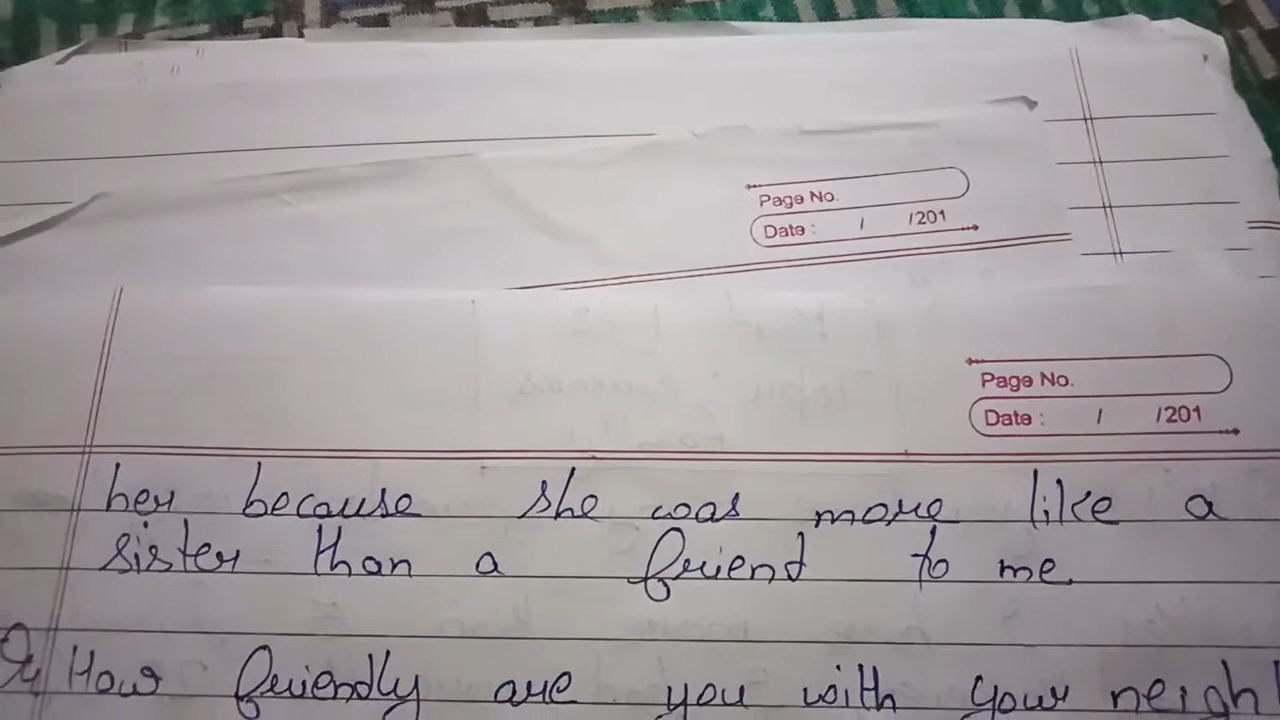 Page No.
Date : / /201
Page No.
Date : / /201
her because she was more like a
sister than a friend to me.
Q4 How friendly are you with your neigh